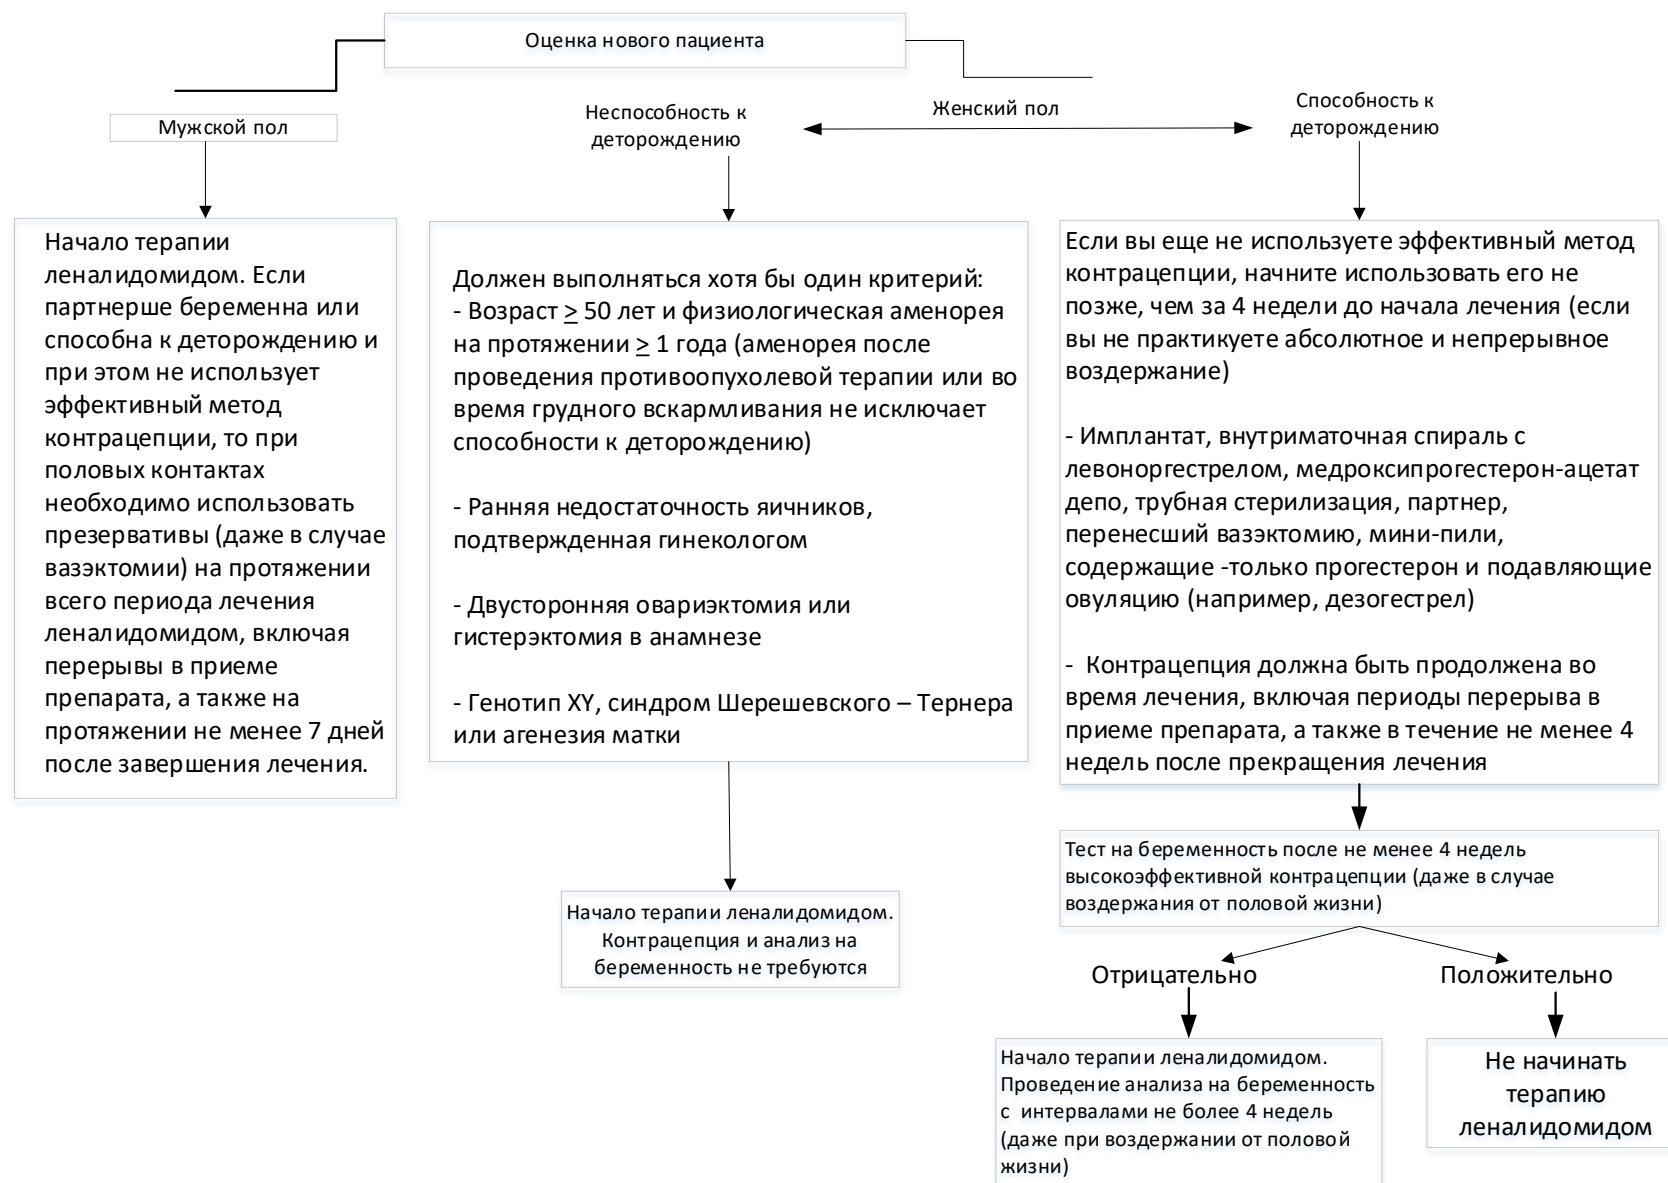 Оценка нового пациента
Мужской пол
Неспособность к
деторождению
Женский пол
Способность к
деторождению
Начало терапии
леналидомидом. Если
партнерше беременна или
способна к деторождению и
при этом не использует
эффективный метод
контрацепции, то при
половых контактах
необходимо использовать
презервативы (даже в случае
вазэктомии) на протяжении
всего периода лечения
леналидомидом, включая
перерывы в приеме
препарата, а также на
протяжении не менее 7 дней
после завершения лечения.
Должен выполняться хотя бы один критерий:
- Возраст ≥ 50 лет и физиологическая аменорея
на протяжении ≥ 1 года (аменорея после
проведения противоопухолевой терапии или во
время грудного вскармливания не исключает
способности к деторождению)
- Ранняя недостаточность яичников,
подтвержденная гинекологом
- Двусторонняя овариэктомия или
гистерэктомия в анамнезе
- Генотип XY, синдром Шерешевского – Тернера
или агенезия матки
Начало терапии леналидомидом.
Контрацепция и анализ на
беременность не требуются
Если вы еще не используете эффективный метод
контрацепции, начните использовать его не
позже, чем за 4 недели до начала лечения (если
вы не практикуете абсолютное и непрерывное
воздержание)
- Имплантат, внутриматочная спираль с
левоноргестрелом, медроксипрогестерон-ацетат
депо, трубная стерилизация, партнер,
перенесший вазэктомию, мини-пили,
содержащие -только прогестерон и подавляющие
овуляцию (например, дезогестрел)
- Контрацепция должна быть продолжена во
время лечения, включая периоды перерыва в
приеме препарата, а также в течение не менее 4
недель после прекращения лечения
Тест на беременность после не менее 4 недель
высокоэффективной контрацепции (даже в случае
воздержания от половой жизни)
Отрицательно
Положительно
Начало терапии леналидомидом.
Проведение анализа на беременность
с интервалами не более 4 недель
(даже при воздержании от половой
жизни)
Не начинать
терапию
леналидомидом